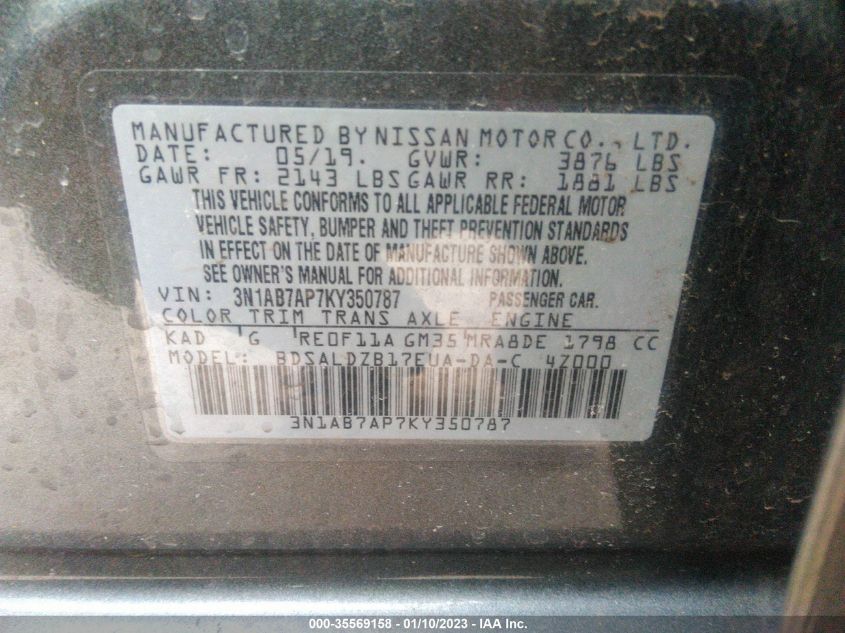 MANUFACTURED BY NISSAN MOTOR CO., LTD.
DATE: 05/19. GVWR: 3876 LBS
GAWR FR: 2143 LBS GAWR RR: 1881 LBS
THIS VEHICLE CONFORMS TO ALL APPLICABLE FEDERAL MOTOR
VEHICLE SAFETY, BUMPER AND THEFT PREVENTION STANDARDS
IN EFFECT ON THE DATE OF MANUFACTURE SHOWN ABOVE.
SEE OWNER'S MANUAL FOR ADDITIONAL INFORMATION.
VIN: 3N1AB7AP7KY350787 PASSENGER CAR.
COLOR TRIM TRANS AXLE ENGINE
KAD G RE0F11A GM35 MRA8DE 1798 CC
MODEL: BDSALDZB17EUA-DA-C 4Z000
3N1AB7AP7KY350787
000-35569158 - 01/10/2023 - IAA Inc.